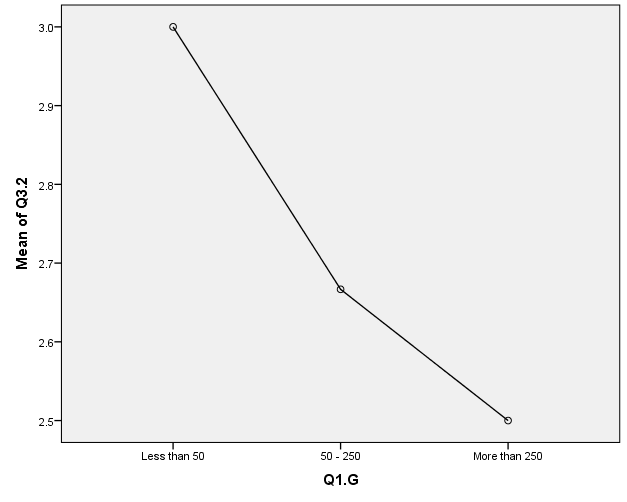 3.0
2.9
2.8
2.7
2.6
2.5
Mean of Q3.2
Less than 50
50 - 250
More than 250
Q1.G